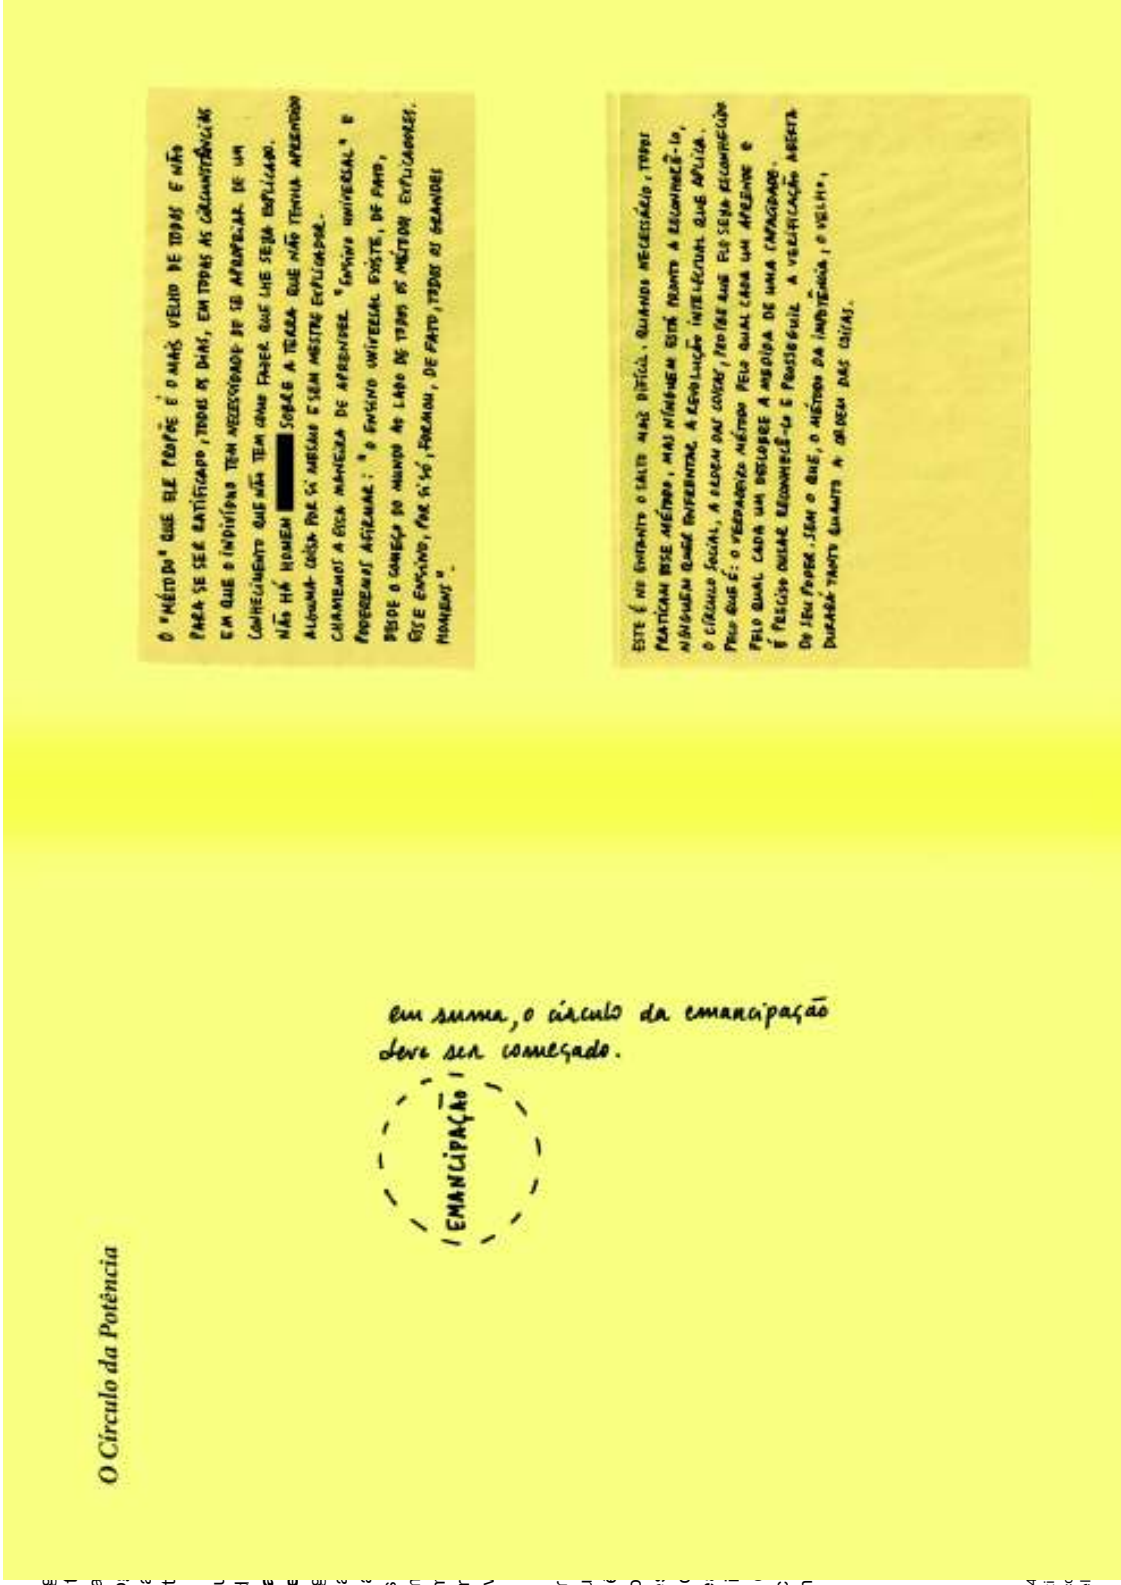 O Círculo da Potência
O "MÉTODO" QUE ELE PROPÕE É O MAIS VELHO DE TODOS E NÃO
PARA SE SER RATIFICADO, TODOS OS DIAS, EM TODAS AS CIRCUNSTÂNCIAS
EM QUE O INDIVÍDUO TEM NECESSIDADE DE SE APROPRIAR DE UM
CONHECIMENTO QUE NÃO TEM COMO FAZER QUE LHE SEJA EXPLICADO.
NÃO HÁ HOMEM SOBRE A TERRA QUE NÃO TENHA APRENDIDO
ALGUMA COISA POR SI MESMO E SEM MESTRE EXPLICADOR.
CHAMEMOS A ESSA MANEIRA DE APRENDER "ENSINO UNIVERSAL" E
PODEREMOS AFIRMAR: "O ENSINO UNIVERSAL EXISTE, DE FATO,
DESDE O COMEÇO DO MUNDO AO LADO DE TODOS OS MÉTODOS EXPLICADORES.
ESSE ENSINO, POR SI SÓ, FORMOU, DE FATO, TODOS OS GRANDES
HOMENS".
ESTE É NO ENTANTO O SALTO MAIS DIFÍCIL. QUANDO NECESSÁRIO, TODOS
PRATICAM ESSE MÉTODO, MAS NINGUEM ESTÁ PRONTO A RECONHECÊ-LO,
NINGUEM QUER ENFRENTAR A REVOLUÇÃO INTELECTUAL QUE APLICA.
O CÍRCULO SOCIAL, A ORDEM DAS COISAS, PROÍBE QUE ELO SEJA RECONHECIDO
PELO QUE É: O VERDADEIRO MÉTODO PELO QUAL CADA UM APRENDE E
PELO QUAL CADA UM DESCOBRE A MEDIDA DE UMA CAPACIDADE.
É PRECISO OUSAR RECONHECÊ-LO E PROSSEGUIR A VERIFICAÇÃO ABERTA
DO SEU PODER. SEM O QUE, O MÉTODO DA IMPOTÊNCIA, O VELHO,
DURARÁ TANTO QUANTO A ORDEM DAS COISAS.
em suma, o círculo da emancipação
deve ser começado.
EMANCIPAÇÃO